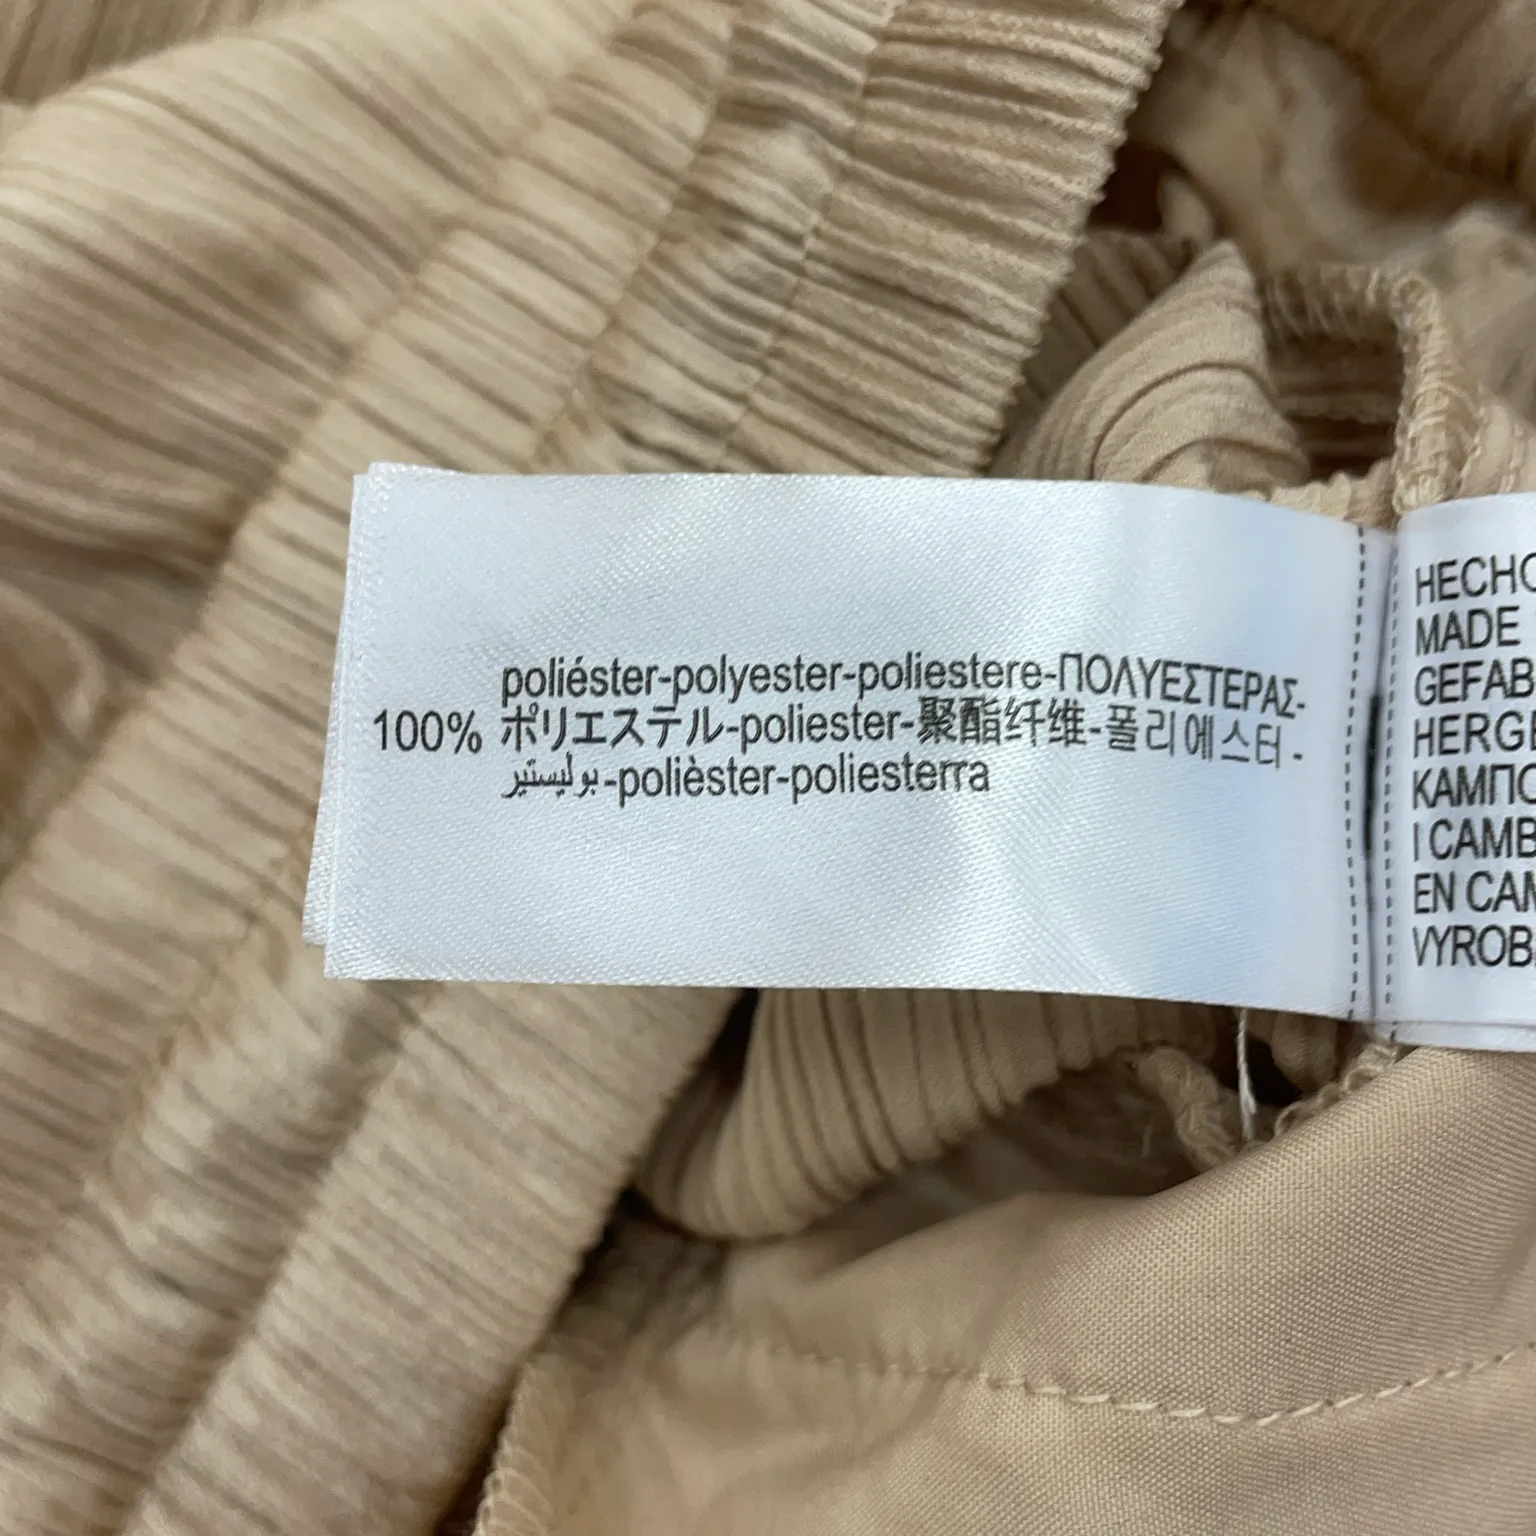 poliéster-polyester-poliestere-ΠΟΛΥΕΣΤΕΡΑΣ-
100% ポリエステル-poliester-聚酯纤维-폴리에스터-
بوليستير-polièster-poliesterra
HECHO
MADE
GEFAB
HERGE
ΚΑΜΠΟ
I CAMB
EN CAM
VYROB